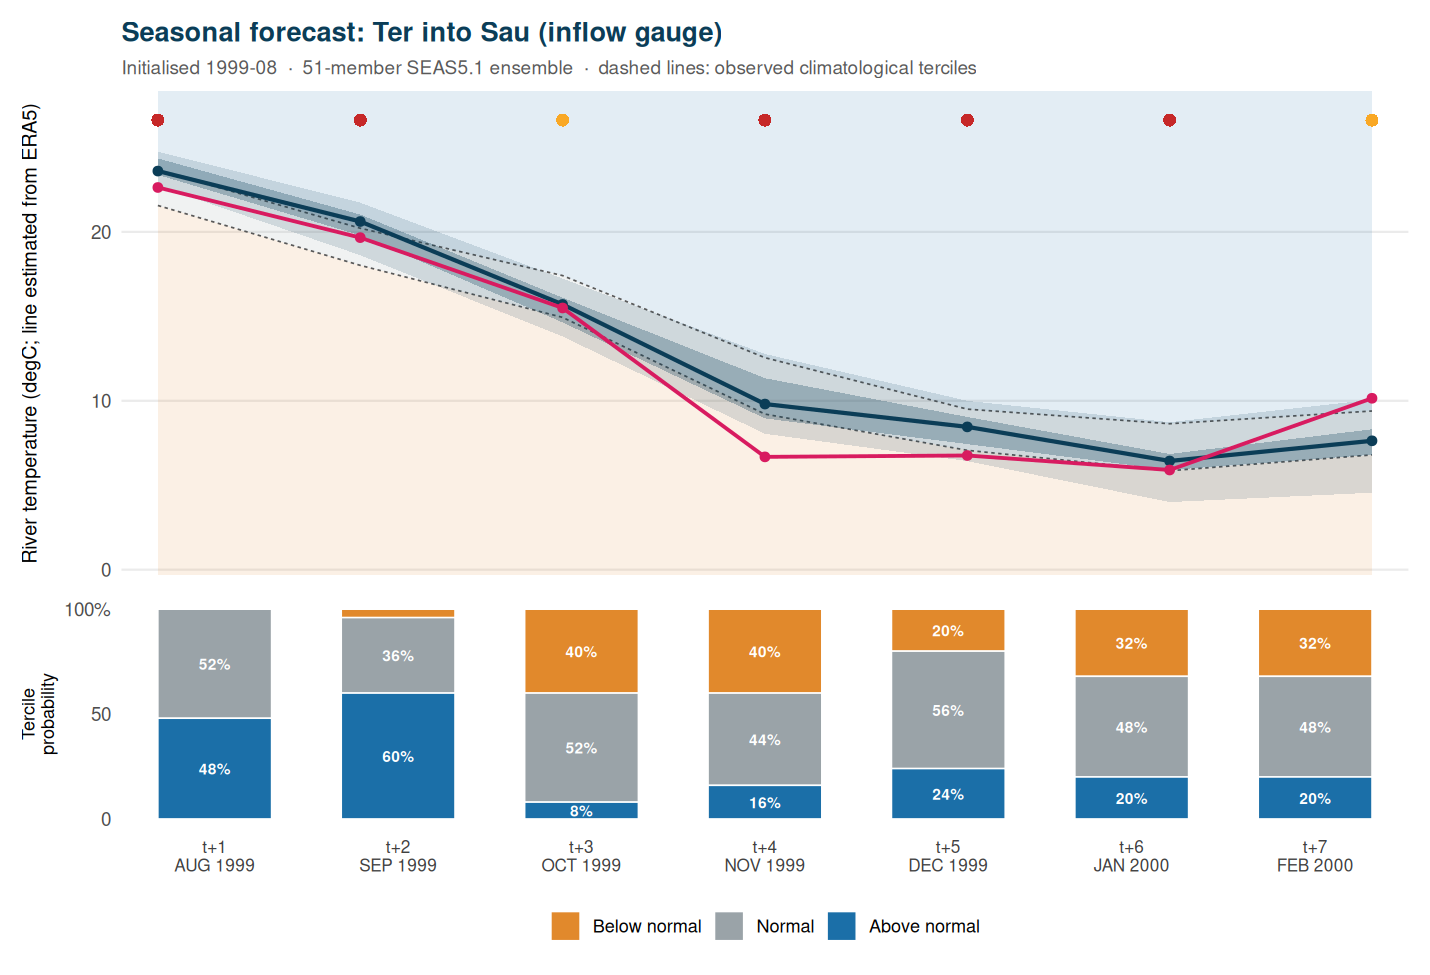 Seasonal forecast: Ter into Sau (inflow gauge)
Initialised 1999-08 · 51-member SEAS5.1 ensemble · dashed lines: observed climatological terciles
River temperature (degC; line estimated from ERA5)
20
10
0
Tercile
probability
100%
50
0
52%
36%
40%
40%
20%
32%
32%
48%
60%
52%
44%
56%
48%
48%
8%
16%
24%
20%
20%
t+1
AUG 1999
t+2
SEP 1999
t+3
OCT 1999
t+4
NOV 1999
t+5
DEC 1999
t+6
JAN 2000
t+7
FEB 2000
Below normal
Normal
Above normal